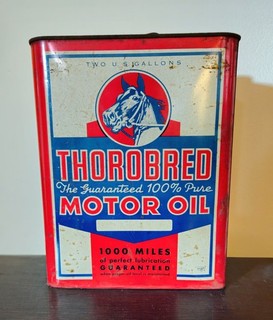 TWO U.S. GALLONS
THOROBRED
The Guaranteed 100% Pure
MOTOR OIL
1000 MILES
of perfect lubrication
GUARANTEED